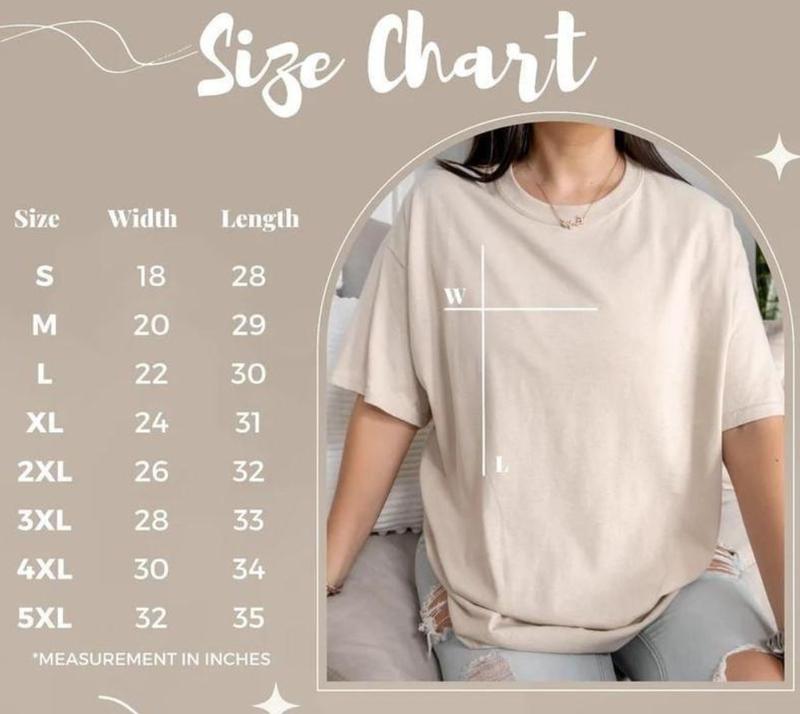 Size Chart
Size Width Length
S 18 28
M 20 29
L 22 30
XL 24 31
2XL 26 32
3XL 28 33
4XL 30 34
5XL 32 35
*MEASUREMENT IN INCHES
W
L